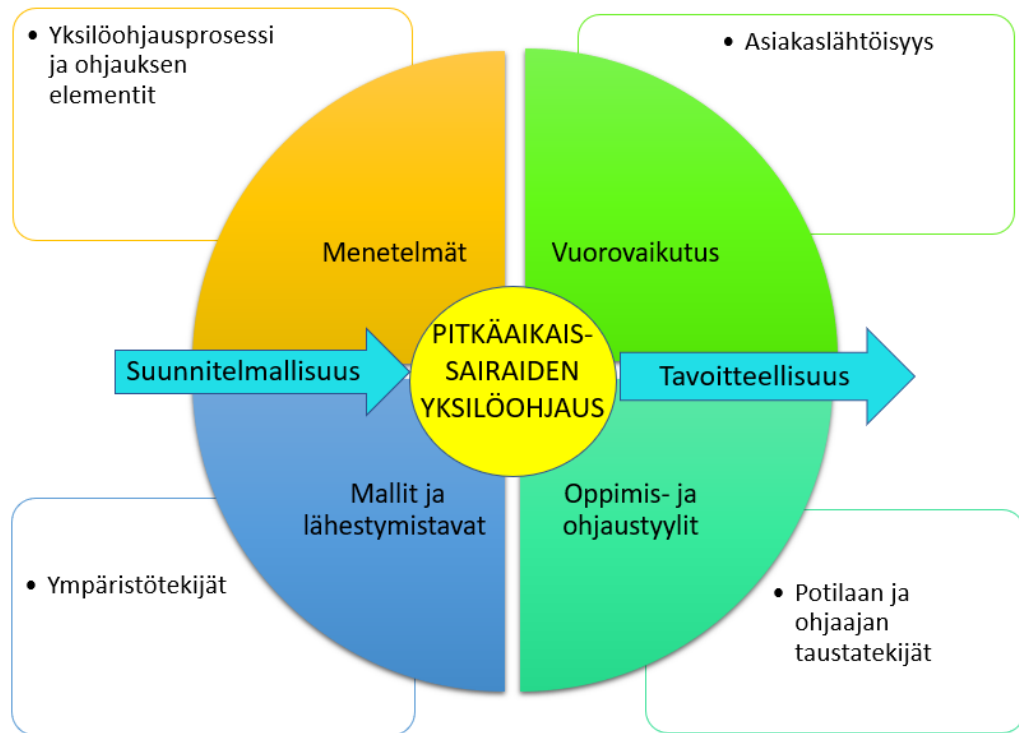 • Yksilöohjausprosessi
ja ohjauksen
elementit
• Asiakaslähtöisyys
Menetelmät
Vuorovaikutus
Suunnitelmallisuus
PITKÄAIKAIS-
SAIRAIDEN
YKSILÖOHJAUS
Tavoitteellisuus
Mallit ja
lähestymistavat
Oppimis- ja
ohjaustyylit
• Ympäristötekijät
• Potilaan ja
ohjaajan
taustatekijät